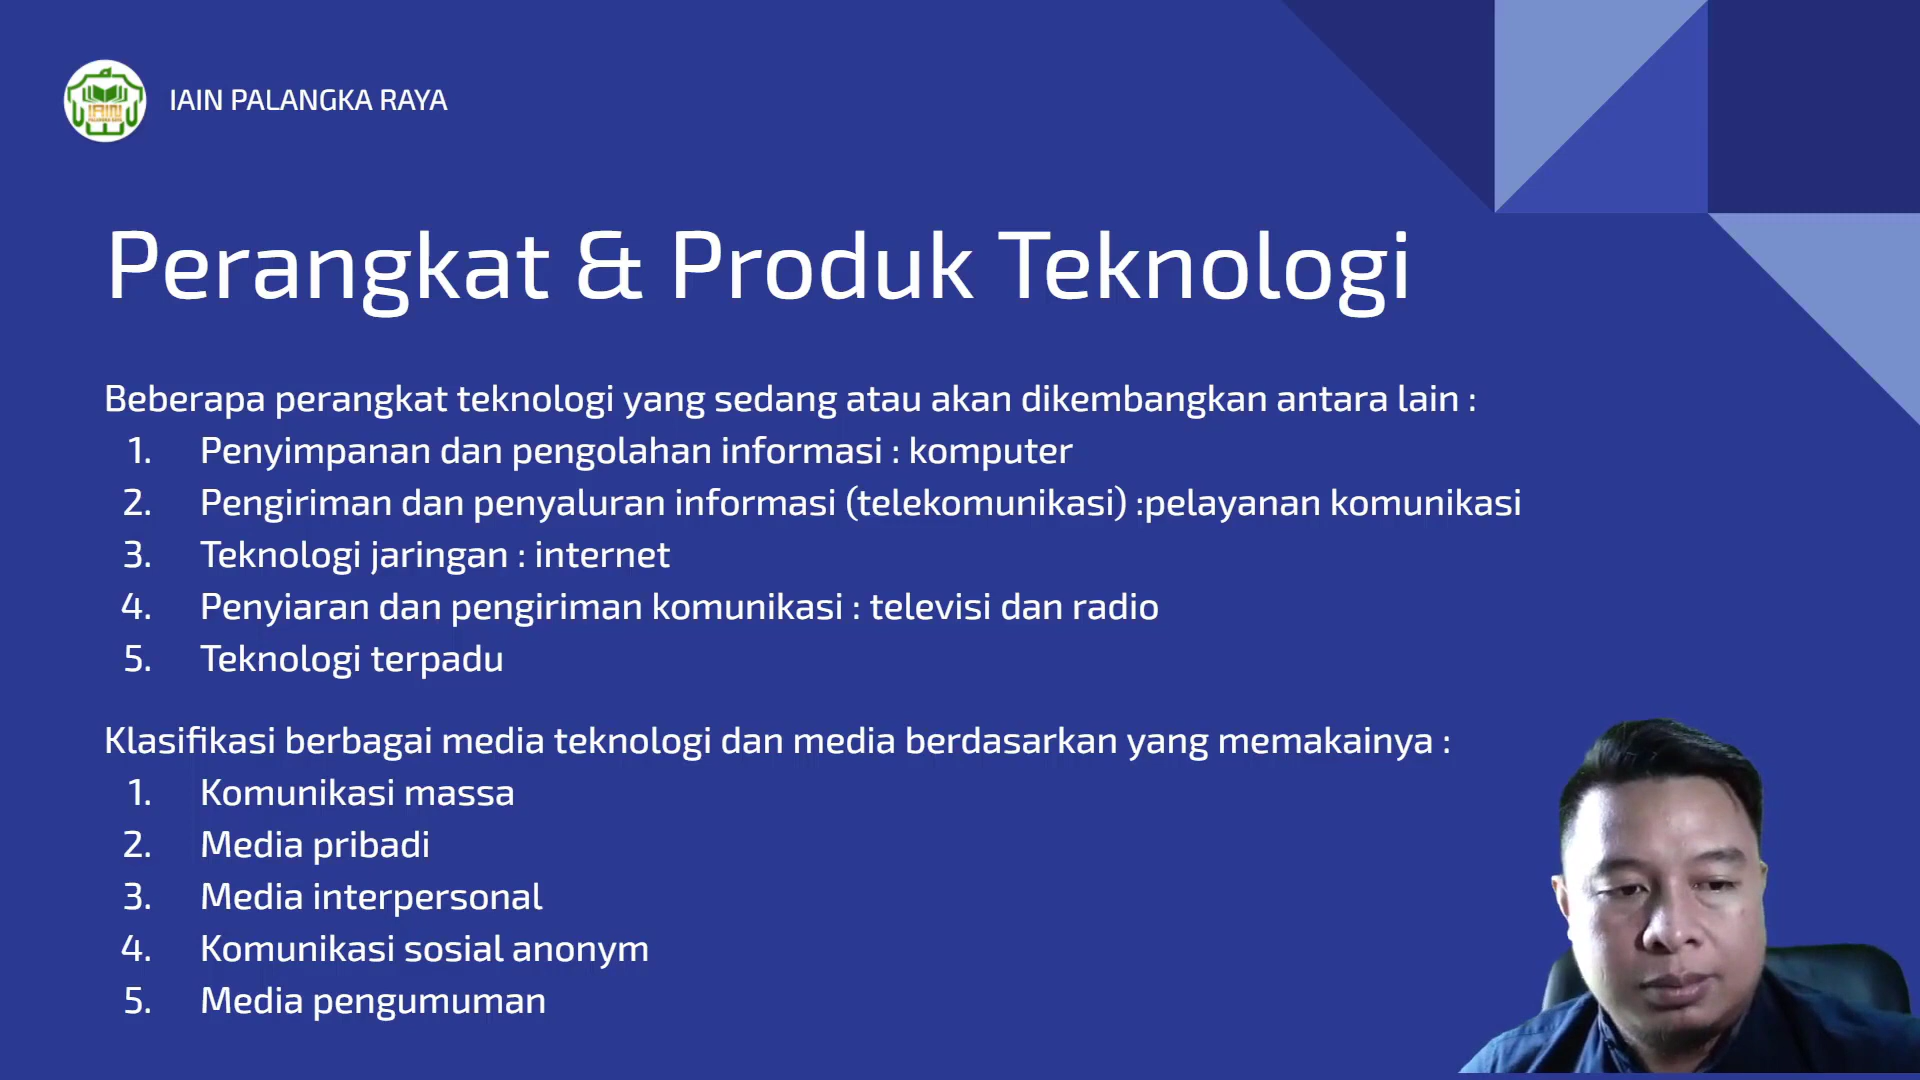 IAIN PALANGKA RAYA
Perangkat & Produk Teknologi
Beberapa perangkat teknologi yang sedang atau akan dikembangkan antara lain :
1. Penyimpanan dan pengolahan informasi : komputer
2. Pengiriman dan penyaluran informasi (telekomunikasi) :pelayanan komunikasi
3. Teknologi jaringan : internet
4. Penyiaran dan pengiriman komunikasi : televisi dan radio
5. Teknologi terpadu
Klasifikasi berbagai media teknologi dan media berdasarkan yang memakainya :
1. Komunikasi massa
2. Media pribadi
3. Media interpersonal
4. Komunikasi sosial anonym
5. Media pengumuman